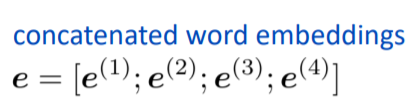 concatenated word embeddings
e = [e^{(1)}; e^{(2)}; e^{(3)}; e^{(4)}]